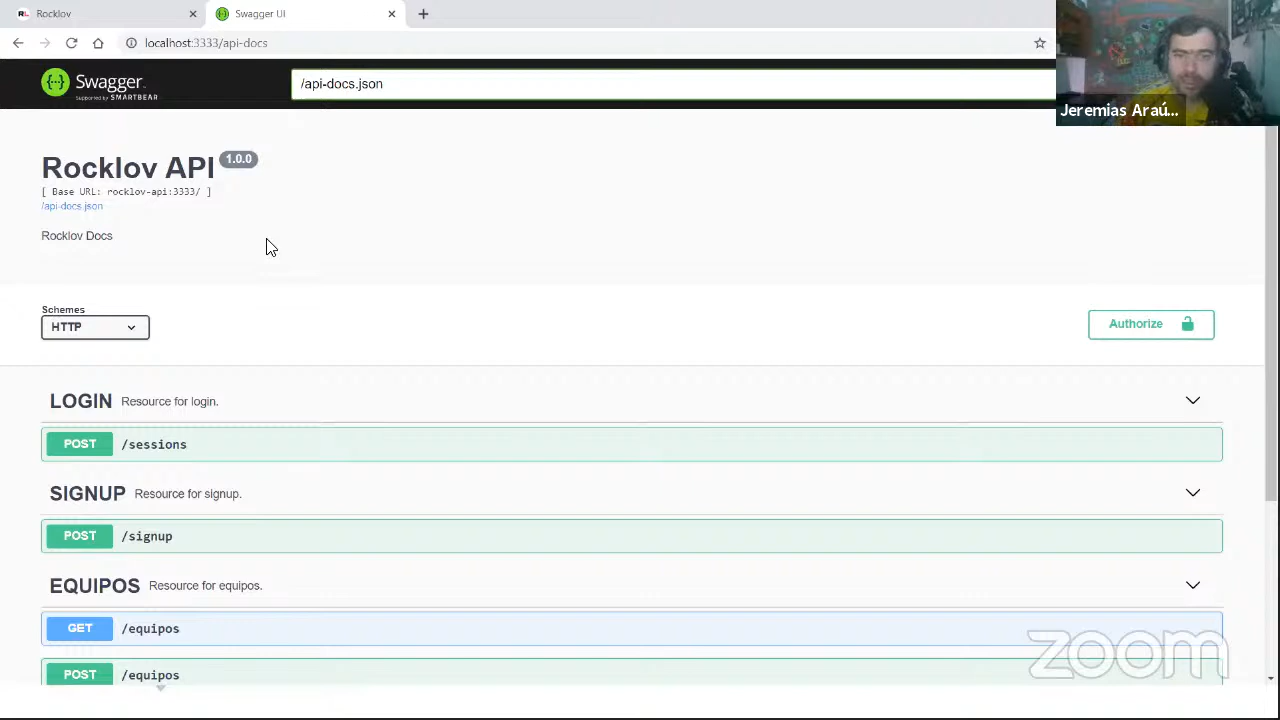 Rocklov
Swagger UI
localhost:3333/api-docs
Swagger
Supported by SMARTBEAR
/api-docs.json
Jeremias Araú...
Rocklov API 1.0.0
[ Base URL: rocklov-api:3333/ ]
/api-docs.json
Rocklov Docs
Schemes
HTTP
Authorize
LOGIN Resource for login.
POST /sessions
SIGNUP Resource for signup.
POST /signup
EQUIPOS Resource for equipos.
GET /equipos
POST /equipos
zoom